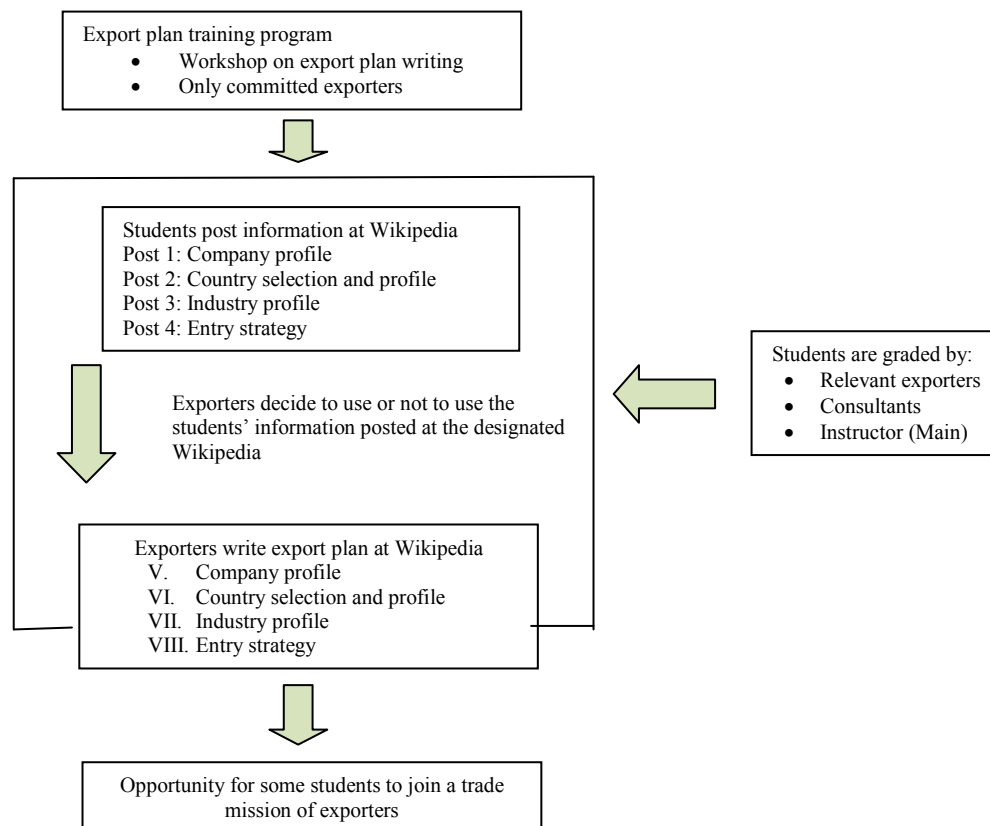 Export plan training program
• Workshop on export plan writing
• Only committed exporters
Students post information at Wikipedia
Post 1: Company profile
Post 2: Country selection and profile
Post 3: Industry profile
Post 4: Entry strategy
Exporters decide to use or not to use the
students’ information posted at the designated
Wikipedia
Students are graded by:
• Relevant exporters
• Consultants
• Instructor (Main)
Exporters write export plan at Wikipedia
V. Company profile
VI. Country selection and profile
VII. Industry profile
VIII. Entry strategy
Opportunity for some students to join a trade
mission of exporters